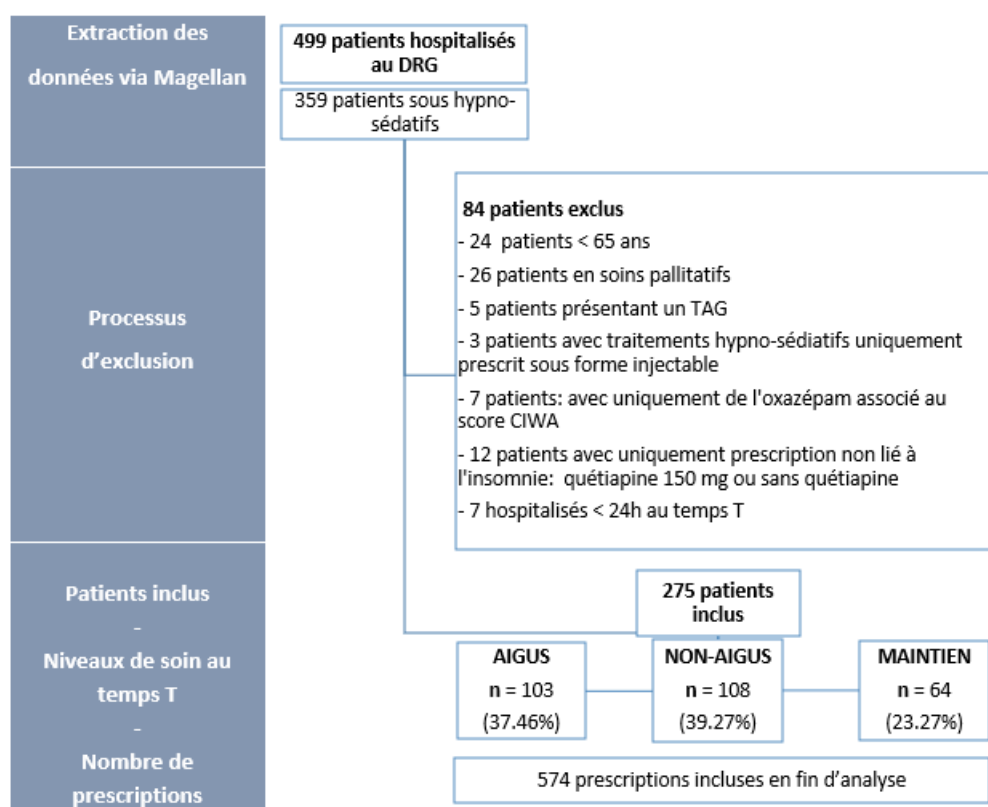 Extraction des
données via Magellan
499 patients hospitalisés
au DRG
359 patients sous hypno-
sédatifs
Processus
d'exclusion
84 patients exclus
- 24 patients < 65 ans
- 26 patients en soins pallitatifs
- 5 patients présentant un TAG
- 3 patients avec traitements hypno-sédiatifs uniquement
prescrit sous forme injectable
- 7 patients: avec uniquement de l'oxazépam associé au
score CIWA
- 12 patients avec uniquement prescription non lié à
l'insomnie: quétiapine 150 mg ou sans quétiapine
- 7 hospitalisés < 24h au temps T
Patients inclus
-
Niveaux de soin au
temps T
-
Nombre de
prescriptions
275 patients
inclus
AIGUS
n = 103
(37.46%)
NON-AIGUS
n = 108
(39.27%)
MAINTIEN
n = 64
(23.27%)
574 prescriptions incluses en fin d'analyse